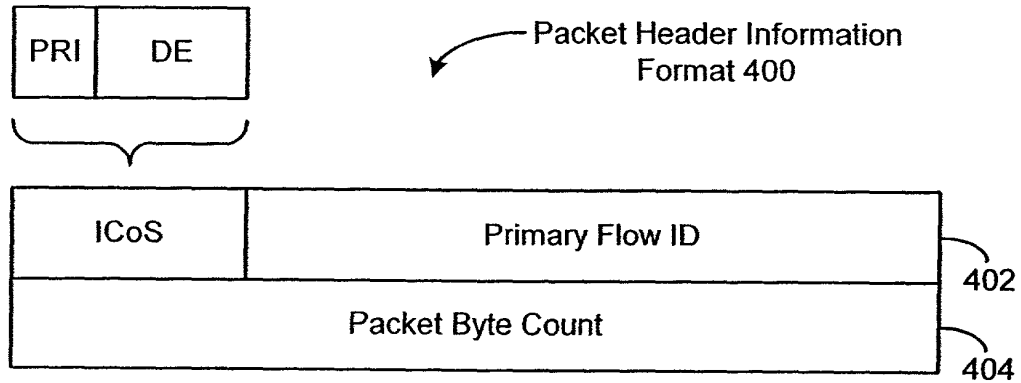 PRI DE
Packet Header Information
Format 400
ICoS Primary Flow ID
402
Packet Byte Count
404